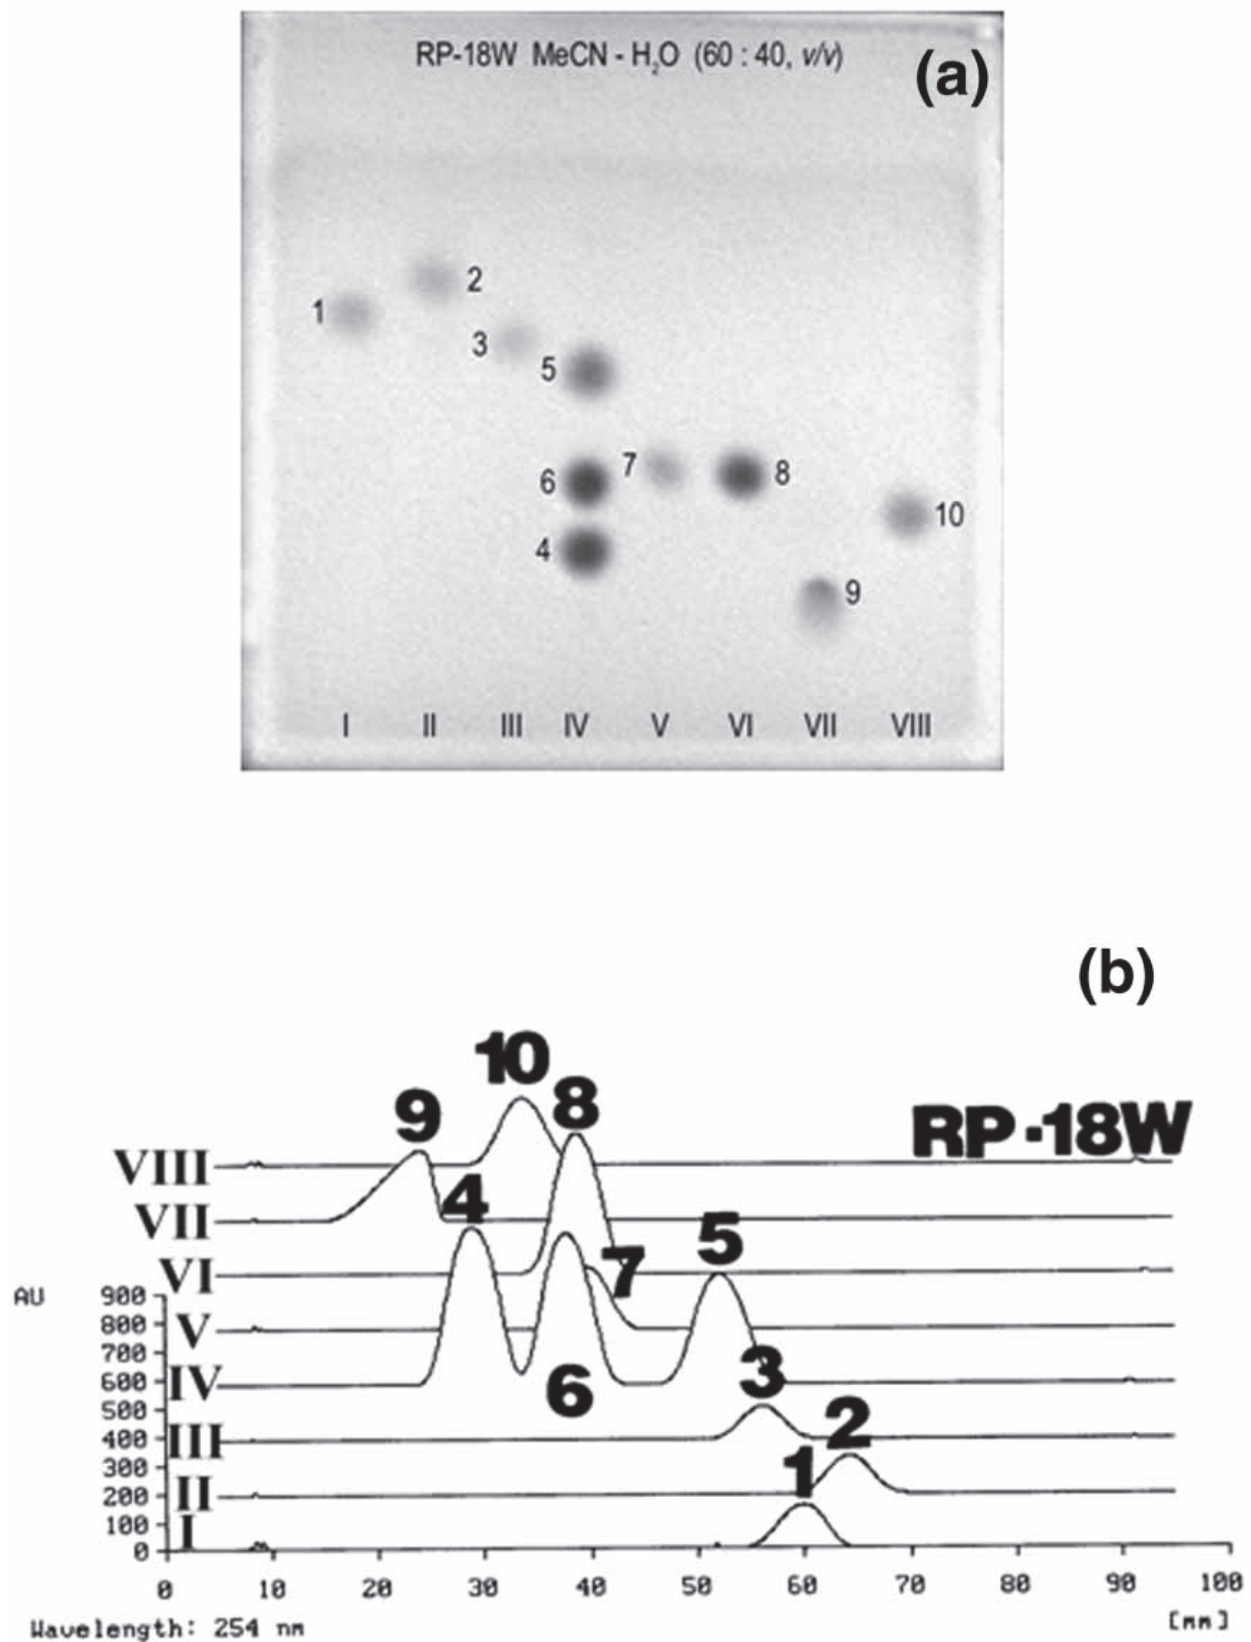 RP-18W MeCN - H₂O (60 : 40, v/v)
(a)
2
1
3
5
7
8
6
10
4
9
I II III IV V VI VII VIII
(b)
10
8
9
RP-18W
VIII
4
VII
5
VI
7
AU
900
800
V
700
3
600
IV
6
500
2
400
III
1
300
200
II
100
I
0
0 10 20 30 40 50 60 70 80 90 100
Wavelength: 254 nm [mm]